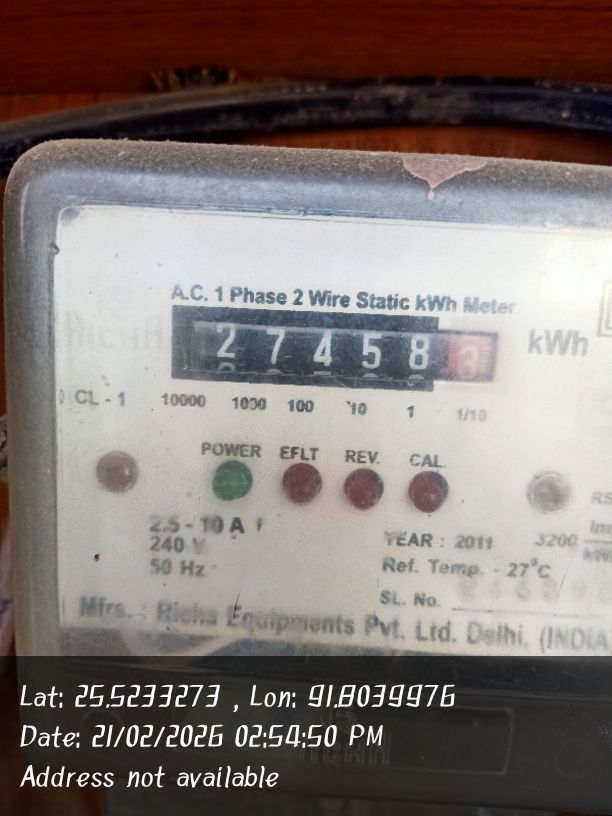 A.C. 1 Phase 2 Wire Static kWh Meter
2 7 4 5 8
kWh
CL - 1 10000 1000 100 10 1 1/10
POWER EFLT REV. CAL.
2.5 - 10 A
240 V
50 Hz
YEAR : 2011 3200
Ref. Temp. - 27°C
SL. No.
Mfrs. : Richa Equipments Pvt. Ltd. Delhi, (INDIA
Lat: 25.5233273 , Lon: 91.8039976
Date: 21/02/2026 02:54:50 PM
Address not available